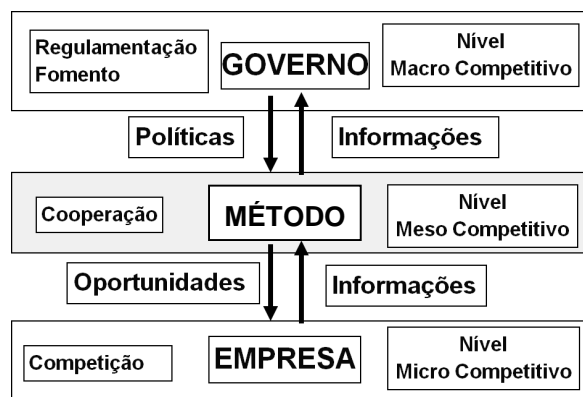 Regulamentação
Fomento
GOVERNO
Nível
Macro Competitivo
Políticas
Informações
Cooperação
MÉTODO
Nível
Meso Competitivo
Oportunidades
Informações
Competição
EMPRESA
Nível
Micro Competitivo